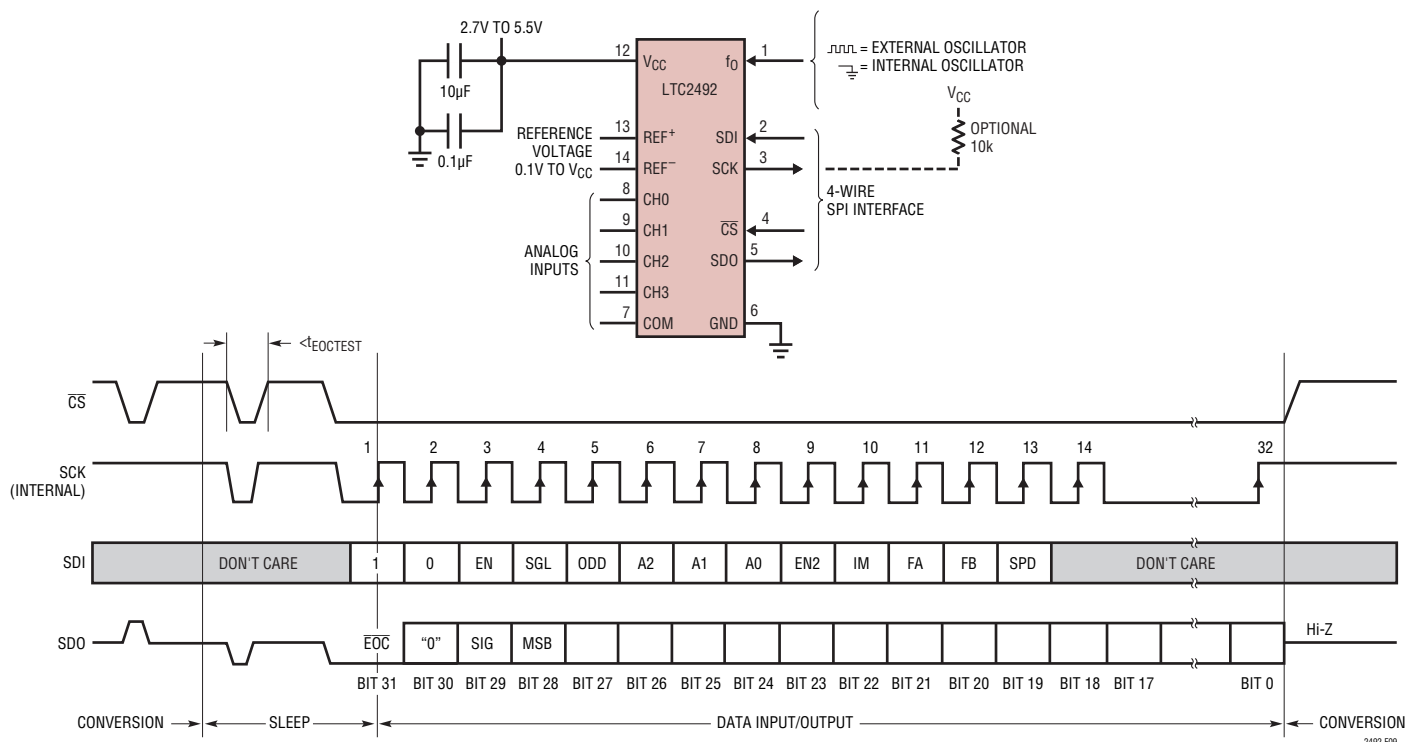 2.7V TO 5.5V
10µF
0.1µF
REFERENCE
VOLTAGE
0.1V TO VCC
ANALOG
INPUTS
LTC2492
12 VCC
13 REF+
14 REF−
8 CH0
9 CH1
10 CH2
11 CH3
7 COM
fO 1
SDI 2
SCK 3
CS 4
SDO 5
GND 6
= EXTERNAL OSCILLATOR
= INTERNAL OSCILLATOR
VCC
OPTIONAL
10k
4-WIRE
SPI INTERFACE
<tEOCTEST
CS
SCK
(INTERNAL)
1 2 3 4 5 6 7 8 9 10 11 12 13 14 32
SDI DON'T CARE 1 0 EN SGL ODD A2 A1 A0 EN2 IM FA FB SPD DON'T CARE
SDO EOC “0” SIG MSB Hi-Z
BIT 31 BIT 30 BIT 29 BIT 28 BIT 27 BIT 26 BIT 25 BIT 24 BIT 23 BIT 22 BIT 21 BIT 20 BIT 19 BIT 18 BIT 17 BIT 0
CONVERSION SLEEP DATA INPUT/OUTPUT CONVERSION
2492 F09